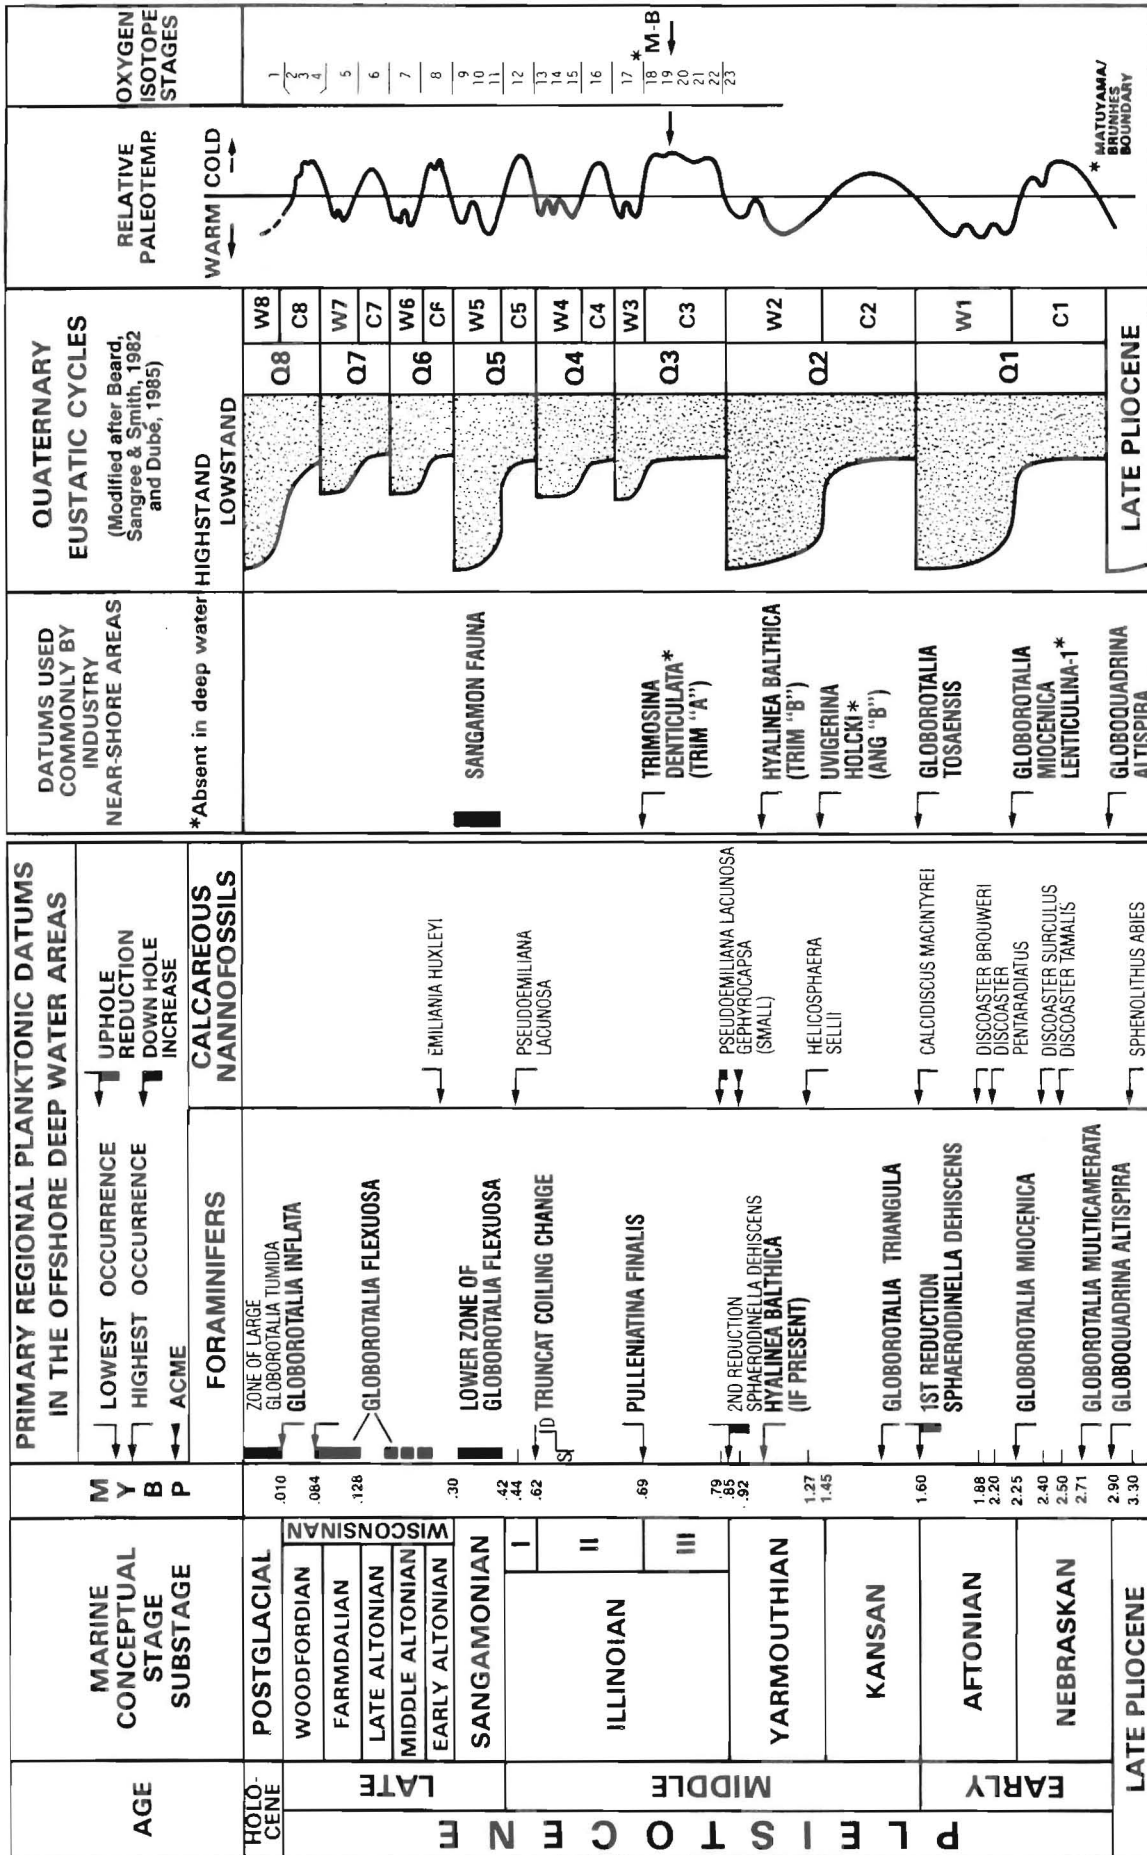 AGE
MARINE
CONCEPTUAL
STAGE
SUBSTAGE
M
Y
B
P
PRIMARY REGIONAL PLANKTONIC DATUMS
IN THE OFFSHORE DEEP WATER AREAS
LOWEST OCCURRENCE
HIGHEST OCCURRENCE
ACME
UPHOLE
REDUCTION
DOWN HOLE
INCREASE
FORAMINIFERS
CALCAREOUS
NANNOFOSSILS
DATUMS USED
COMMONLY BY
INDUSTRY
NEAR-SHORE AREAS
*Absent in deep water
QUATERNARY
EUSTATIC CYCLES
(Modified after Beard,
Sangree & Smith, 1982
and Dubé, 1985)
HIGHSTAND
LOWSTAND
RELATIVE
PALEOTEMP.
WARM COLD
OXYGEN
ISOTOPE
STAGES
HOLO-
CENE
PLEISTOCENE
LATE
MIDDLE
EARLY
LATE PLIOCENE
POSTGLACIAL
WISCONSINAN
WOODFORDIAN
FARMDALIAN
LATE ALTONIAN
MIDDLE ALTONIAN
EARLY ALTONIAN
SANGAMONIAN
ILLINOIAN
I
II
III
YARMOUTHIAN
KANSAN
AFTONIAN
NEBRASKAN
.010
.084
.128
.30
.42
.44
.62
.69
.79
.85
.92
1.27
1.45
1.60
1.88
2.20
2.25
2.40
2.50
2.71
2.90
3.30
ZONE OF LARGE
GLOBOROTALIA TUMIDA
GLOBOROTALIA INFLATA
GLOBOROTALIA FLEXUOSA
LOWER ZONE OF
GLOBOROTALIA FLEXUOSA
D TRUNCAT COILING CHANGE
S
PULLENIATINA FINALIS
2ND REDUCTION
SPHAEROIDINELLA DEHISCENS
HYALINEA BALTHICA
(IF PRESENT)
GLOBOROTALIA TRIANGULA
1ST REDUCTION
SPHAEROIDINELLA DEHISCENS
GLOBOROTALIA MIOCENICA
GLOBOROTALIA MULTICAMERATA
GLOBOQUADRINA ALTISPIRA
EMILIANIA HUXLEYI
PSEUDOEMILIANA
LACUNOSA
PSEUDOEMILIANA LACUNOSA
GEPHYROCAPSA
(SMALL)
HELICOSPHAERA
SELLII
CALCIDISCUS MACINTYREI
DISCOASTER BROUWERI
DISCOASTER
PENTARADIATUS
DISCOASTER SURCULUS
DISCOASTER TAMALIS
SPHENOLITHUS ABIES
SANGAMON FAUNA
TRIMOSINA
DENTICULATA*
(TRIM "A")
HYALINEA BALTHICA
(TRIM "B")
UVIGERINA
HOLCKI*
(ANG "B")
GLOBOROTALIA
TOSAENSIS
GLOBOROTALIA
MIOCENICA
LENTICULINA-1*
GLOBOQUADRINA
ALTISPIRA
Q8
W8
C8
Q7
W7
C7
Q6
W6
Q5
W5
C5
Q4
W4
C4
Q3
W3
C3
Q2
W2
C2
Q1
W1
C1
LATE PLIOCENE
1
2
3
4
5
6
7
8
9
10
11
12
13
14
15
16
17
18
19
20
21
22
23
* M-B
* MATUYAMA/
BRUNHES
BOUNDARY